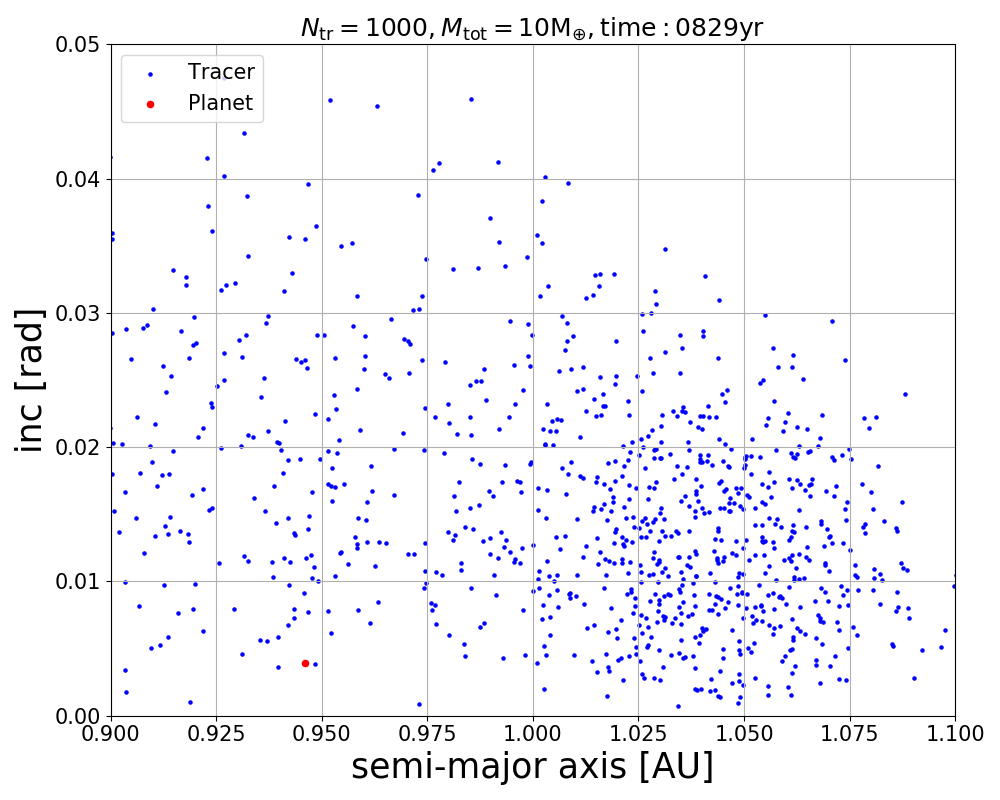 N_tr = 1000, M_tot = 10M_⊕, time : 0829yr
0.05
Tracer
Planet
0.04
0.03
0.02
0.01
0.00
inc [rad]
0.900 0.925 0.950 0.975 1.000 1.025 1.050 1.075 1.100
semi-major axis [AU]